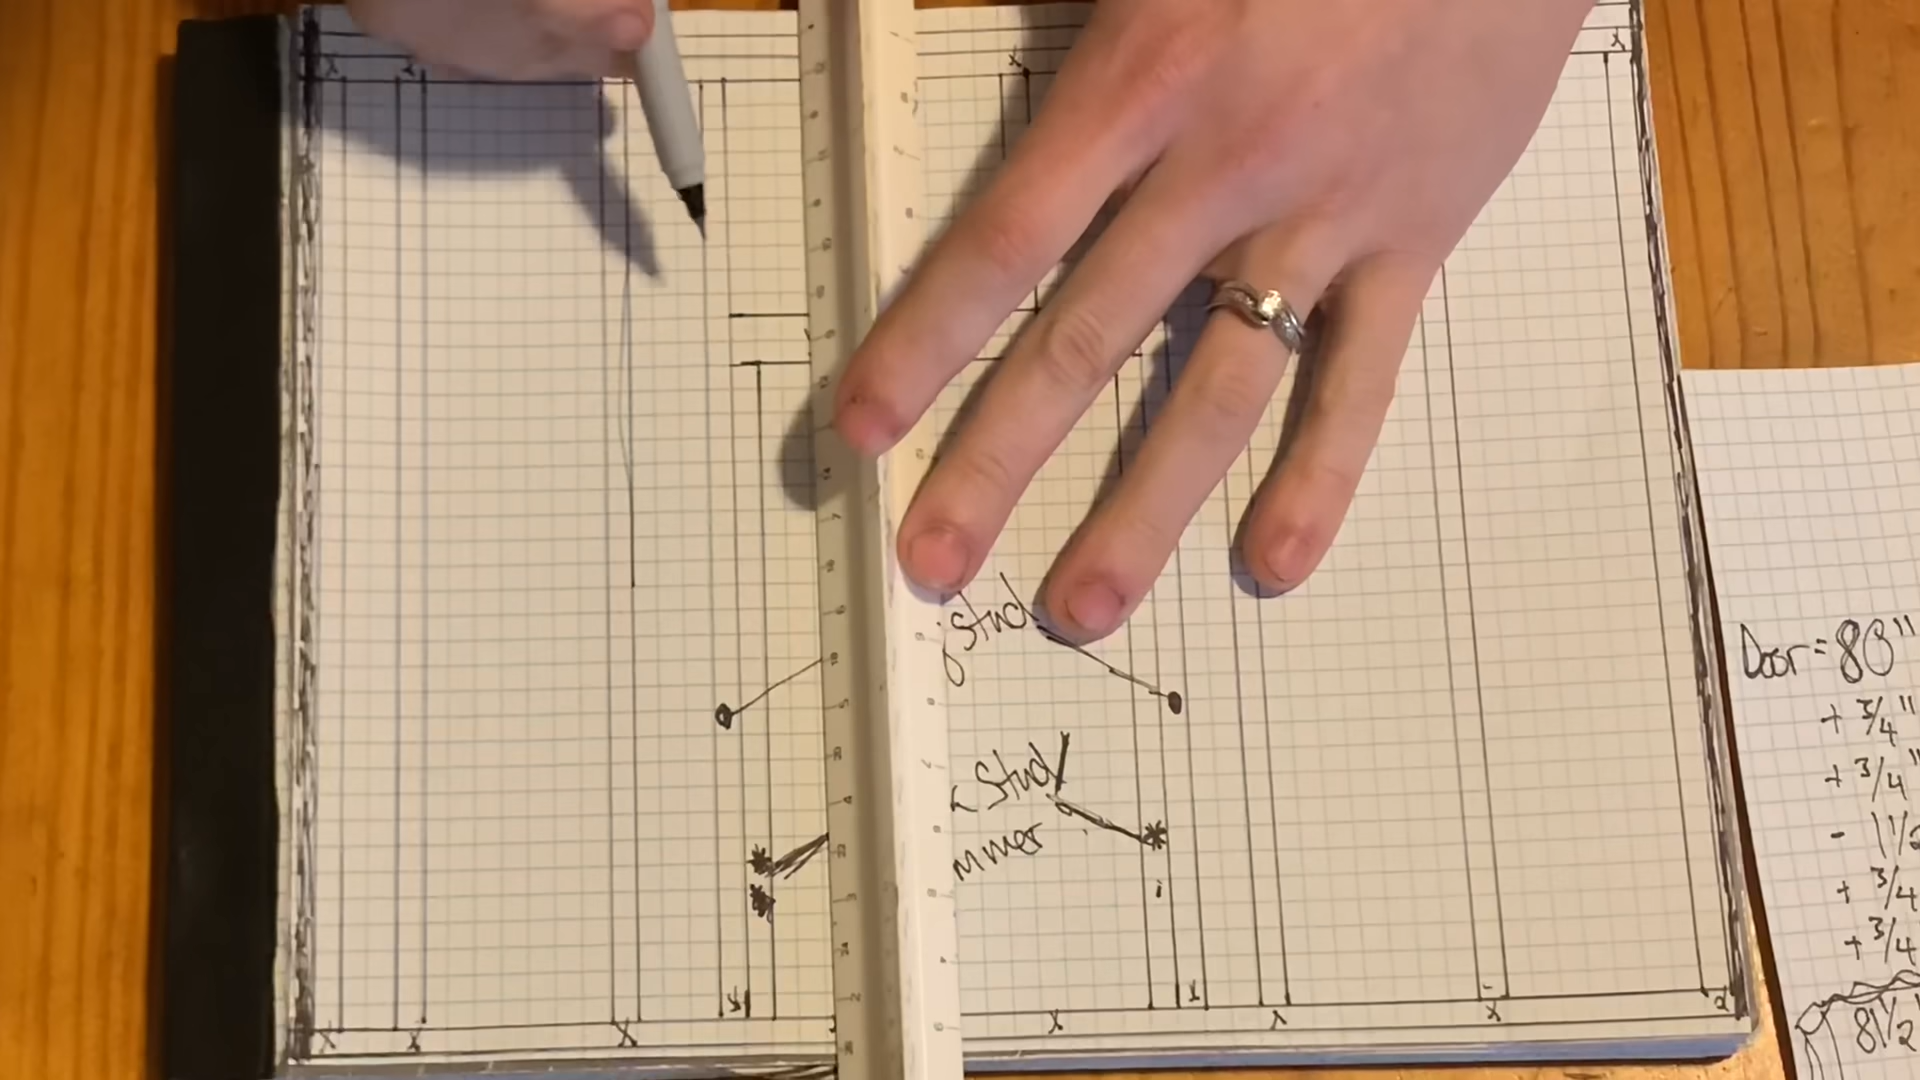 Stud
Stud
mmer
Door = 80"
+ 3/4"
+ 3/4"
- 1 1/2
+ 3/4
+ 3/4
81 1/2